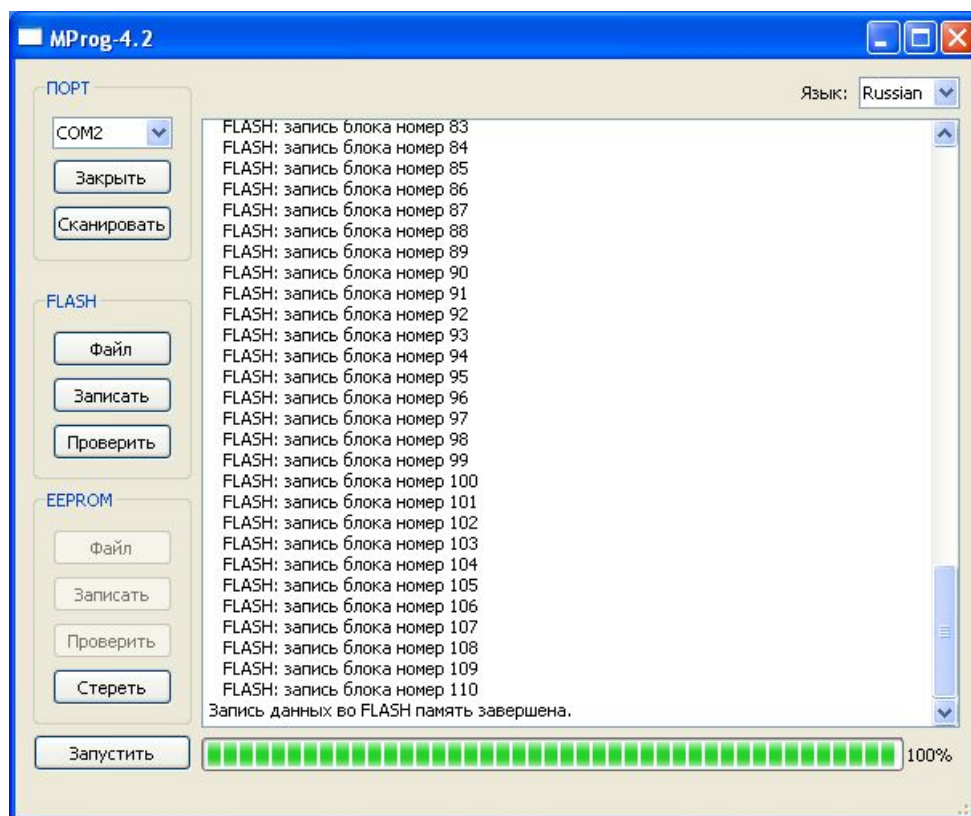 MProg-4.2
ПОРТ
COM2
Закрыть
Сканировать
FLASH
Файл
Записать
Проверить
EEPROM
Файл
Записать
Проверить
Стереть
Запустить
Язык: Russian
FLASH: запись блока номер 83
FLASH: запись блока номер 84
FLASH: запись блока номер 85
FLASH: запись блока номер 86
FLASH: запись блока номер 87
FLASH: запись блока номер 88
FLASH: запись блока номер 89
FLASH: запись блока номер 90
FLASH: запись блока номер 91
FLASH: запись блока номер 92
FLASH: запись блока номер 93
FLASH: запись блока номер 94
FLASH: запись блока номер 95
FLASH: запись блока номер 96
FLASH: запись блока номер 97
FLASH: запись блока номер 98
FLASH: запись блока номер 99
FLASH: запись блока номер 100
FLASH: запись блока номер 101
FLASH: запись блока номер 102
FLASH: запись блока номер 103
FLASH: запись блока номер 104
FLASH: запись блока номер 105
FLASH: запись блока номер 106
FLASH: запись блока номер 107
FLASH: запись блока номер 108
FLASH: запись блока номер 109
FLASH: запись блока номер 110
Запись данных во FLASH память завершена.
100%